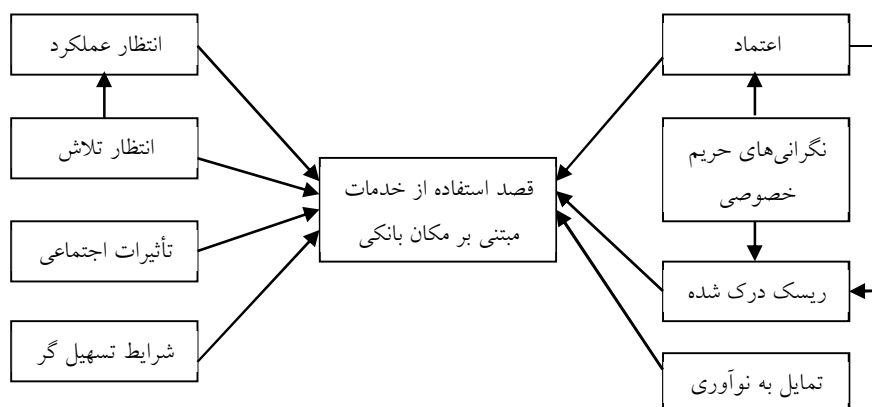 اعتماد
نگرانی‌های حریم
خصوصی
ریسک درک شده
تمایل به نوآوری
قصد استفاده از خدمات
مبتنی بر مکان بانکی
انتظار عملکرد
انتظار تلاش
تأثیرات اجتماعی
شرایط تسهیل گر